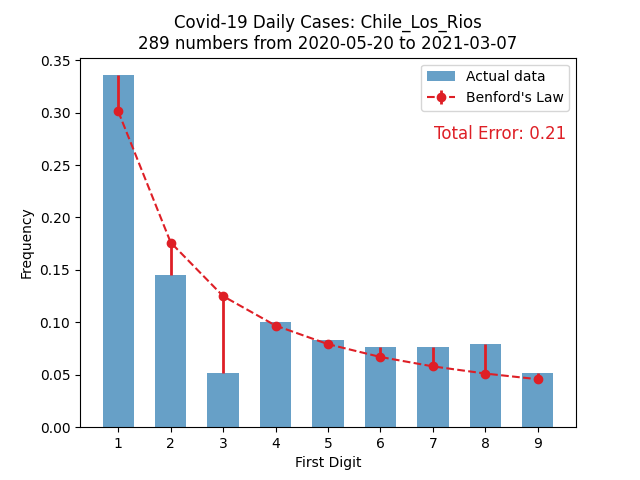 Covid-19 Daily Cases: Chile_Los_Rios
289 numbers from 2020-05-20 to 2021-03-07
Actual data
Benford's Law
Total Error: 0.21
Frequency
0.35
0.30
0.25
0.20
0.15
0.10
0.05
0.00
1 2 3 4 5 6 7 8 9
First Digit